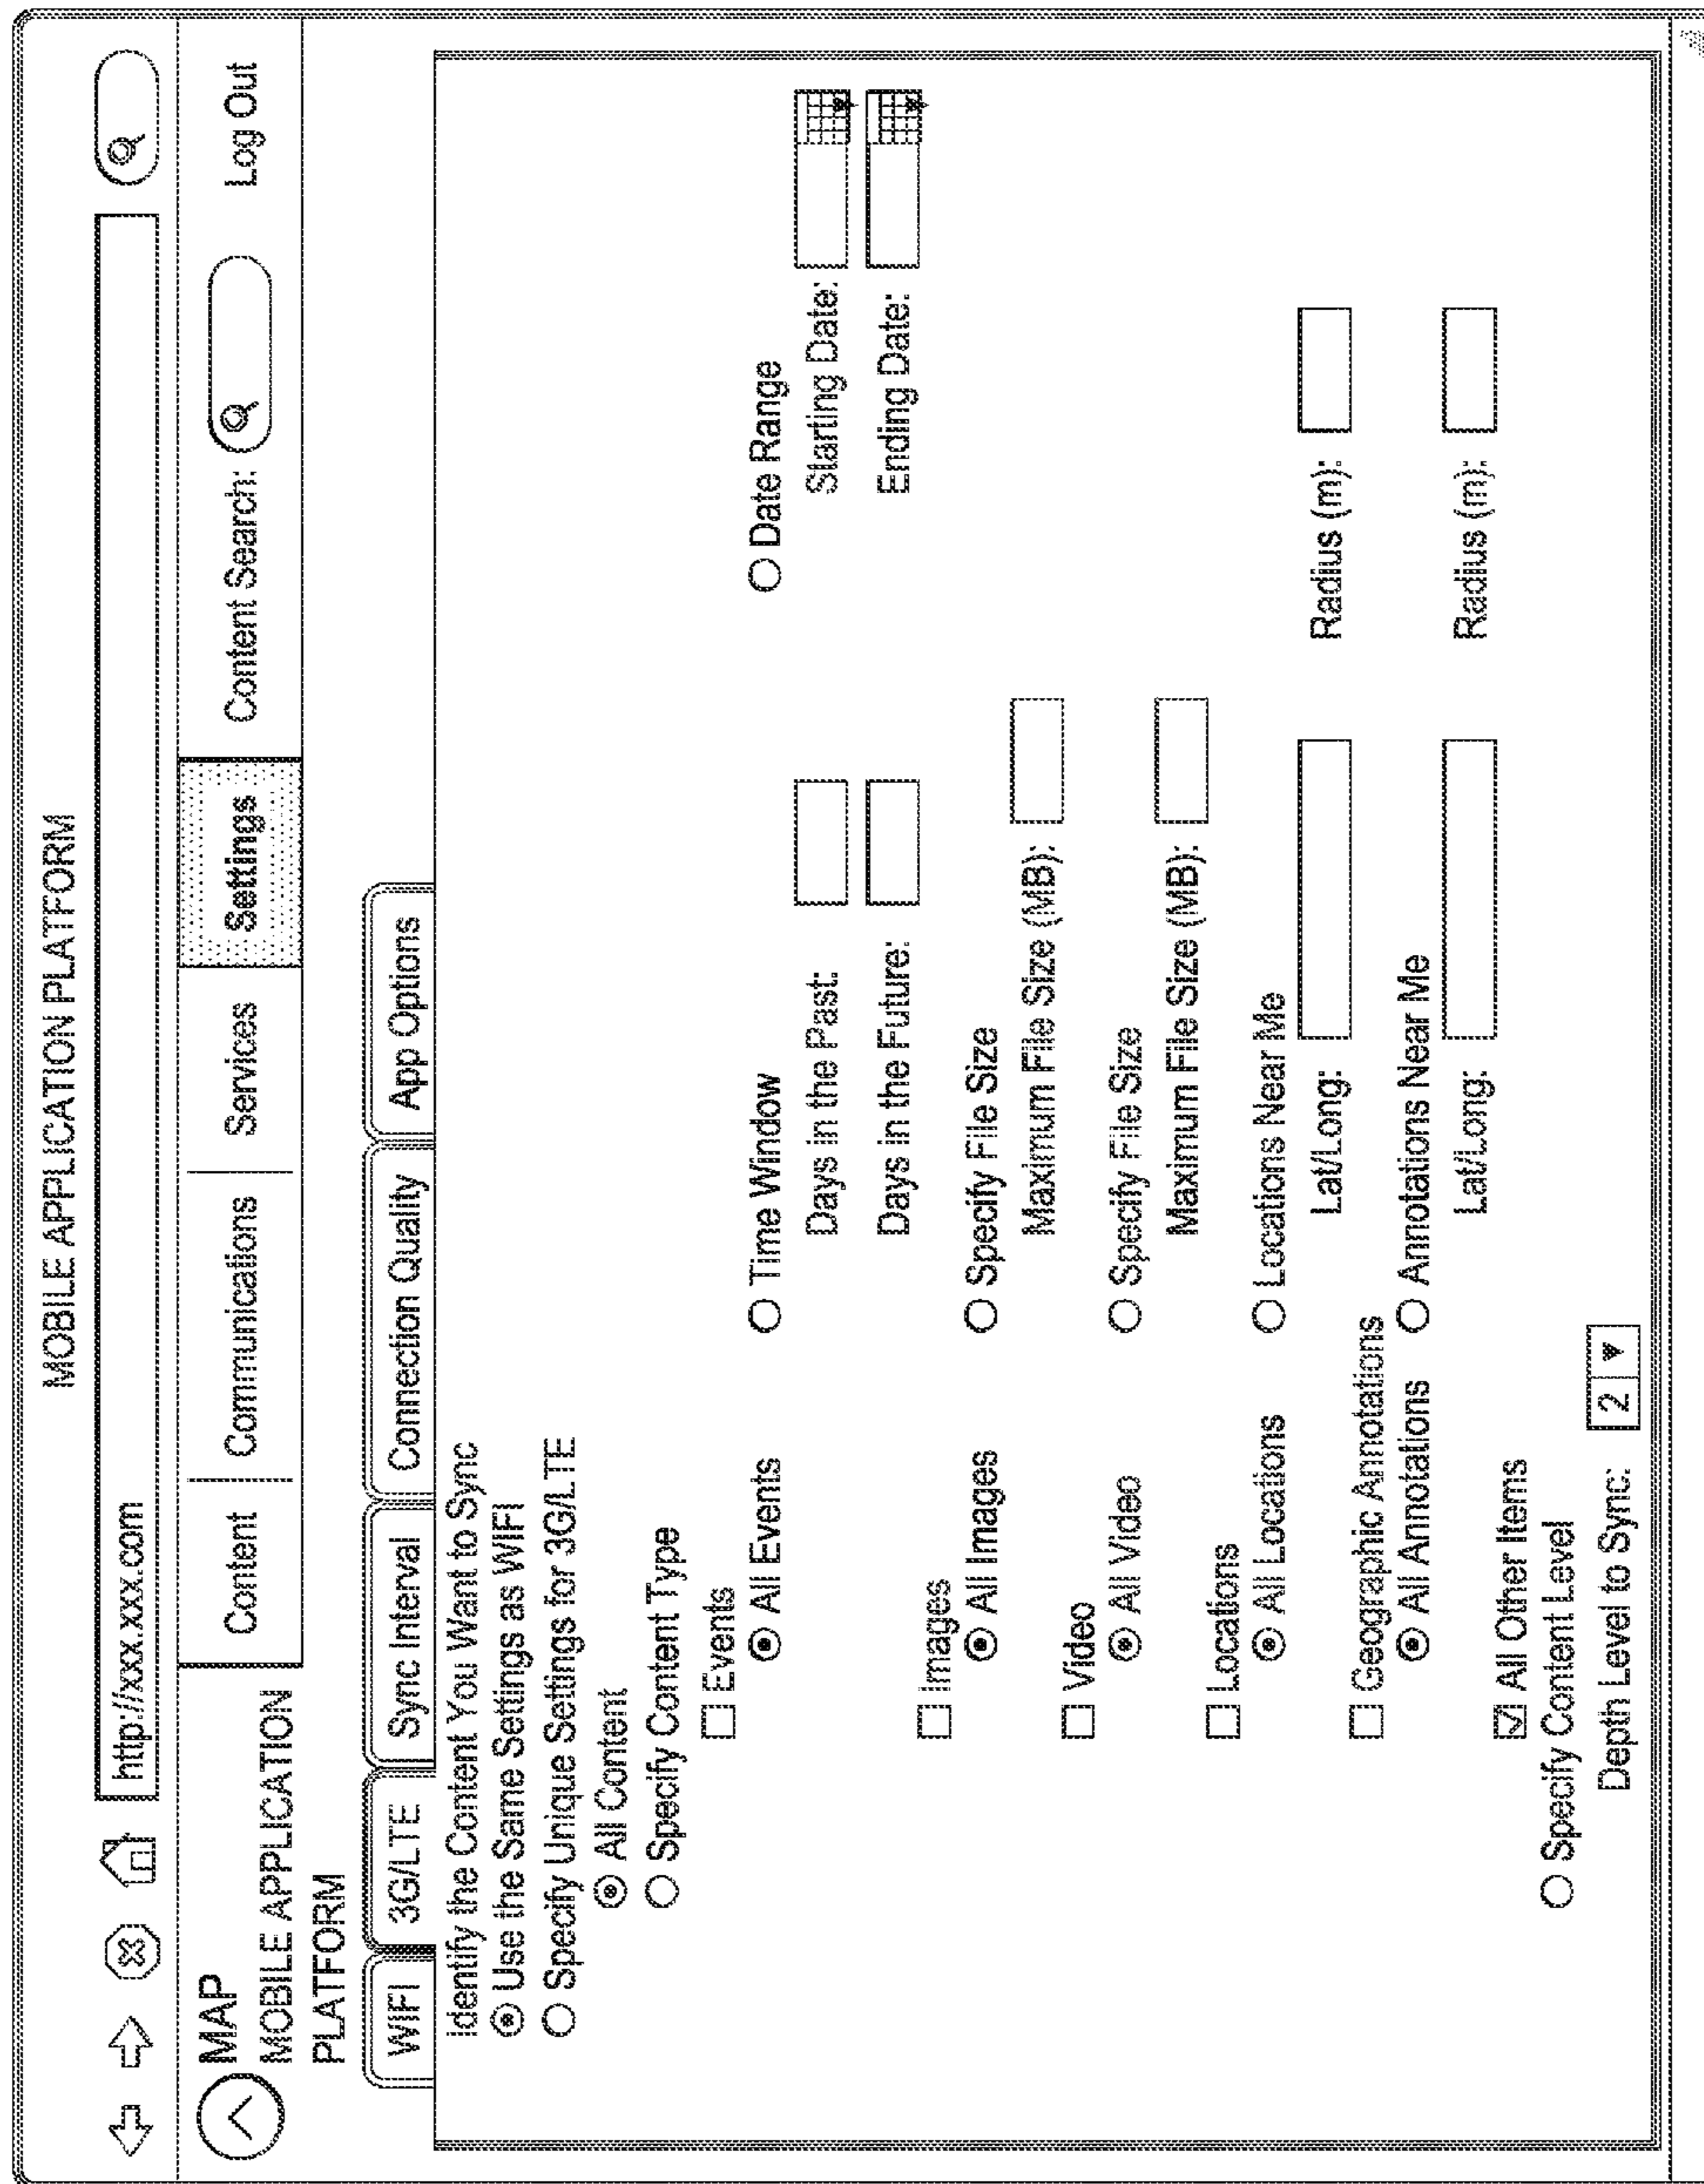 MOBILE APPLICATION PLATFORM
http://xxx.xxx.com
MAP
MOBILE APPLICATION
PLATFORM
Content Communications Services Settings Content Search: Log Out
WIFI 3G/LTE Sync Interval Connection Quality App Options
Identify the Content You Want to Sync
Use the Same Settings as WIFI
Specify Unique Settings for 3G/LTE
All Content
Specify Content Type
Events
All Events Time Window Date Range
Days in the Past: Starting Date:
Days in the Future: Ending Date:
Images
All Images Specify File Size
Maximum File Size (MB):
Video
All Video Specify File Size
Maximum File Size (MB):
Locations
All Locations Locations Near Me
Lat/Long: Radius (m):
Geographic Annotations
All Annotations Annotations Near Me
Lat/Long: Radius (m):
All Other Items
Specify Content Level
Depth Level to Sync: 2